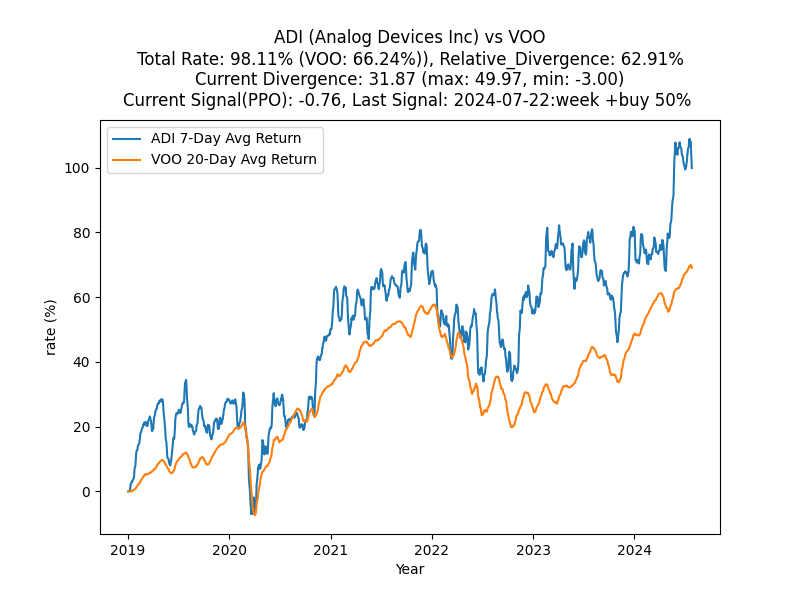 ADI (Analog Devices Inc) vs VOO
Total Rate: 98.11% (VOO: 66.24%)), Relative_Divergence: 62.91%
Current Divergence: 31.87 (max: 49.97, min: -3.00)
Current Signal(PPO): -0.76, Last Signal: 2024-07-22:week +buy 50%
ADI 7-Day Avg Return
VOO 20-Day Avg Return
100
80
60
40
20
0
rate (%)
2019 2020 2021 2022 2023 2024
Year